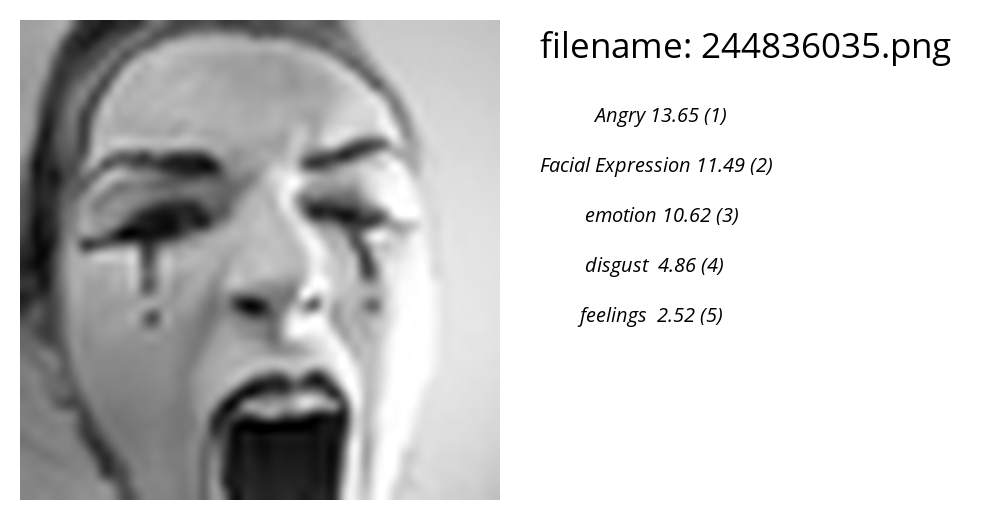 filename: 244836035.png
Angry 13.65 (1)
Facial Expression 11.49 (2)
emotion 10.62 (3)
disgust 4.86 (4)
feelings 2.52 (5)